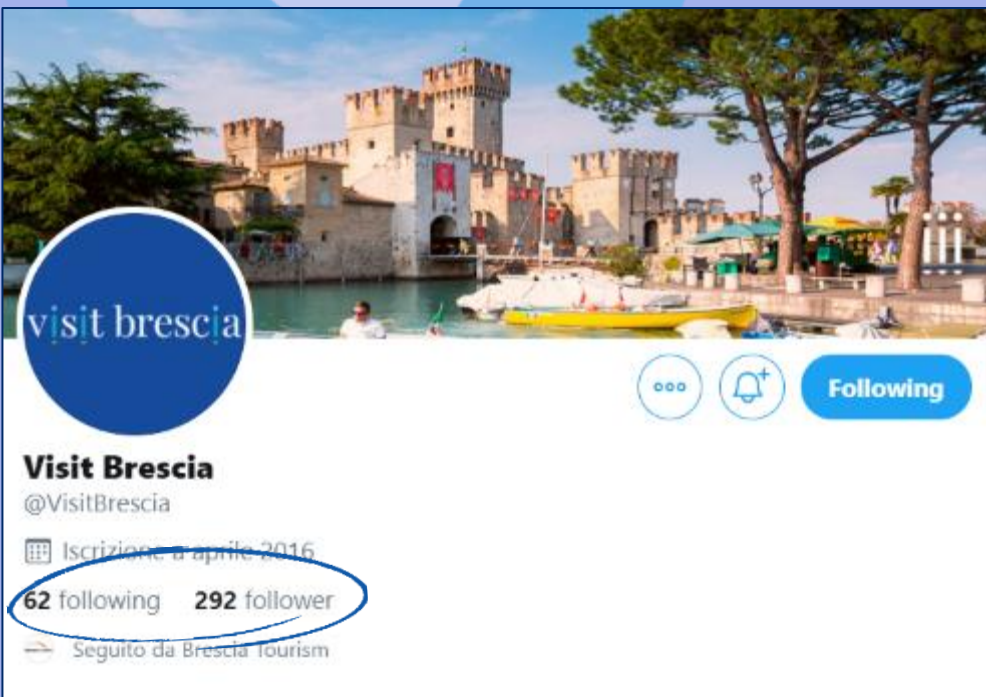 visit brescia
Following
Visit Brescia
@VisitBrescia
Iscrizione a aprile 2016
62 following 292 follower
Seguito da Brescia Tourism